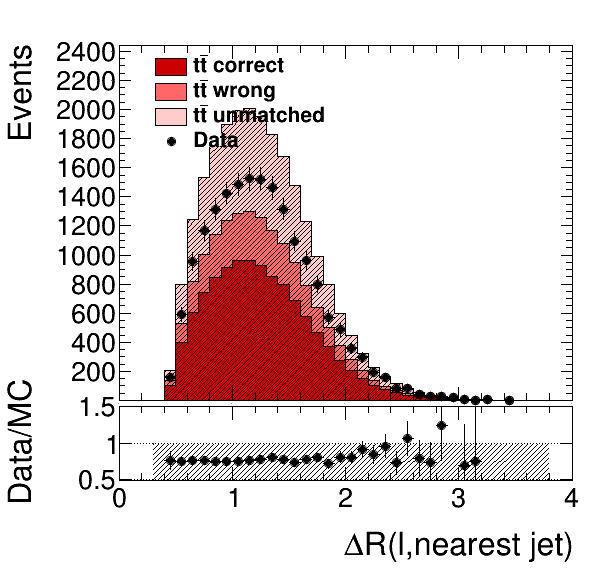 Events
2400
2200
2000
1800
1600
1400
1200
1000
800
600
400
200
tt̅ correct
tt̅ wrong
tt̅ unmatched
Data
Data/MC
1.5
1
0.5
0 1 2 3 4
ΔR(l,nearest jet)